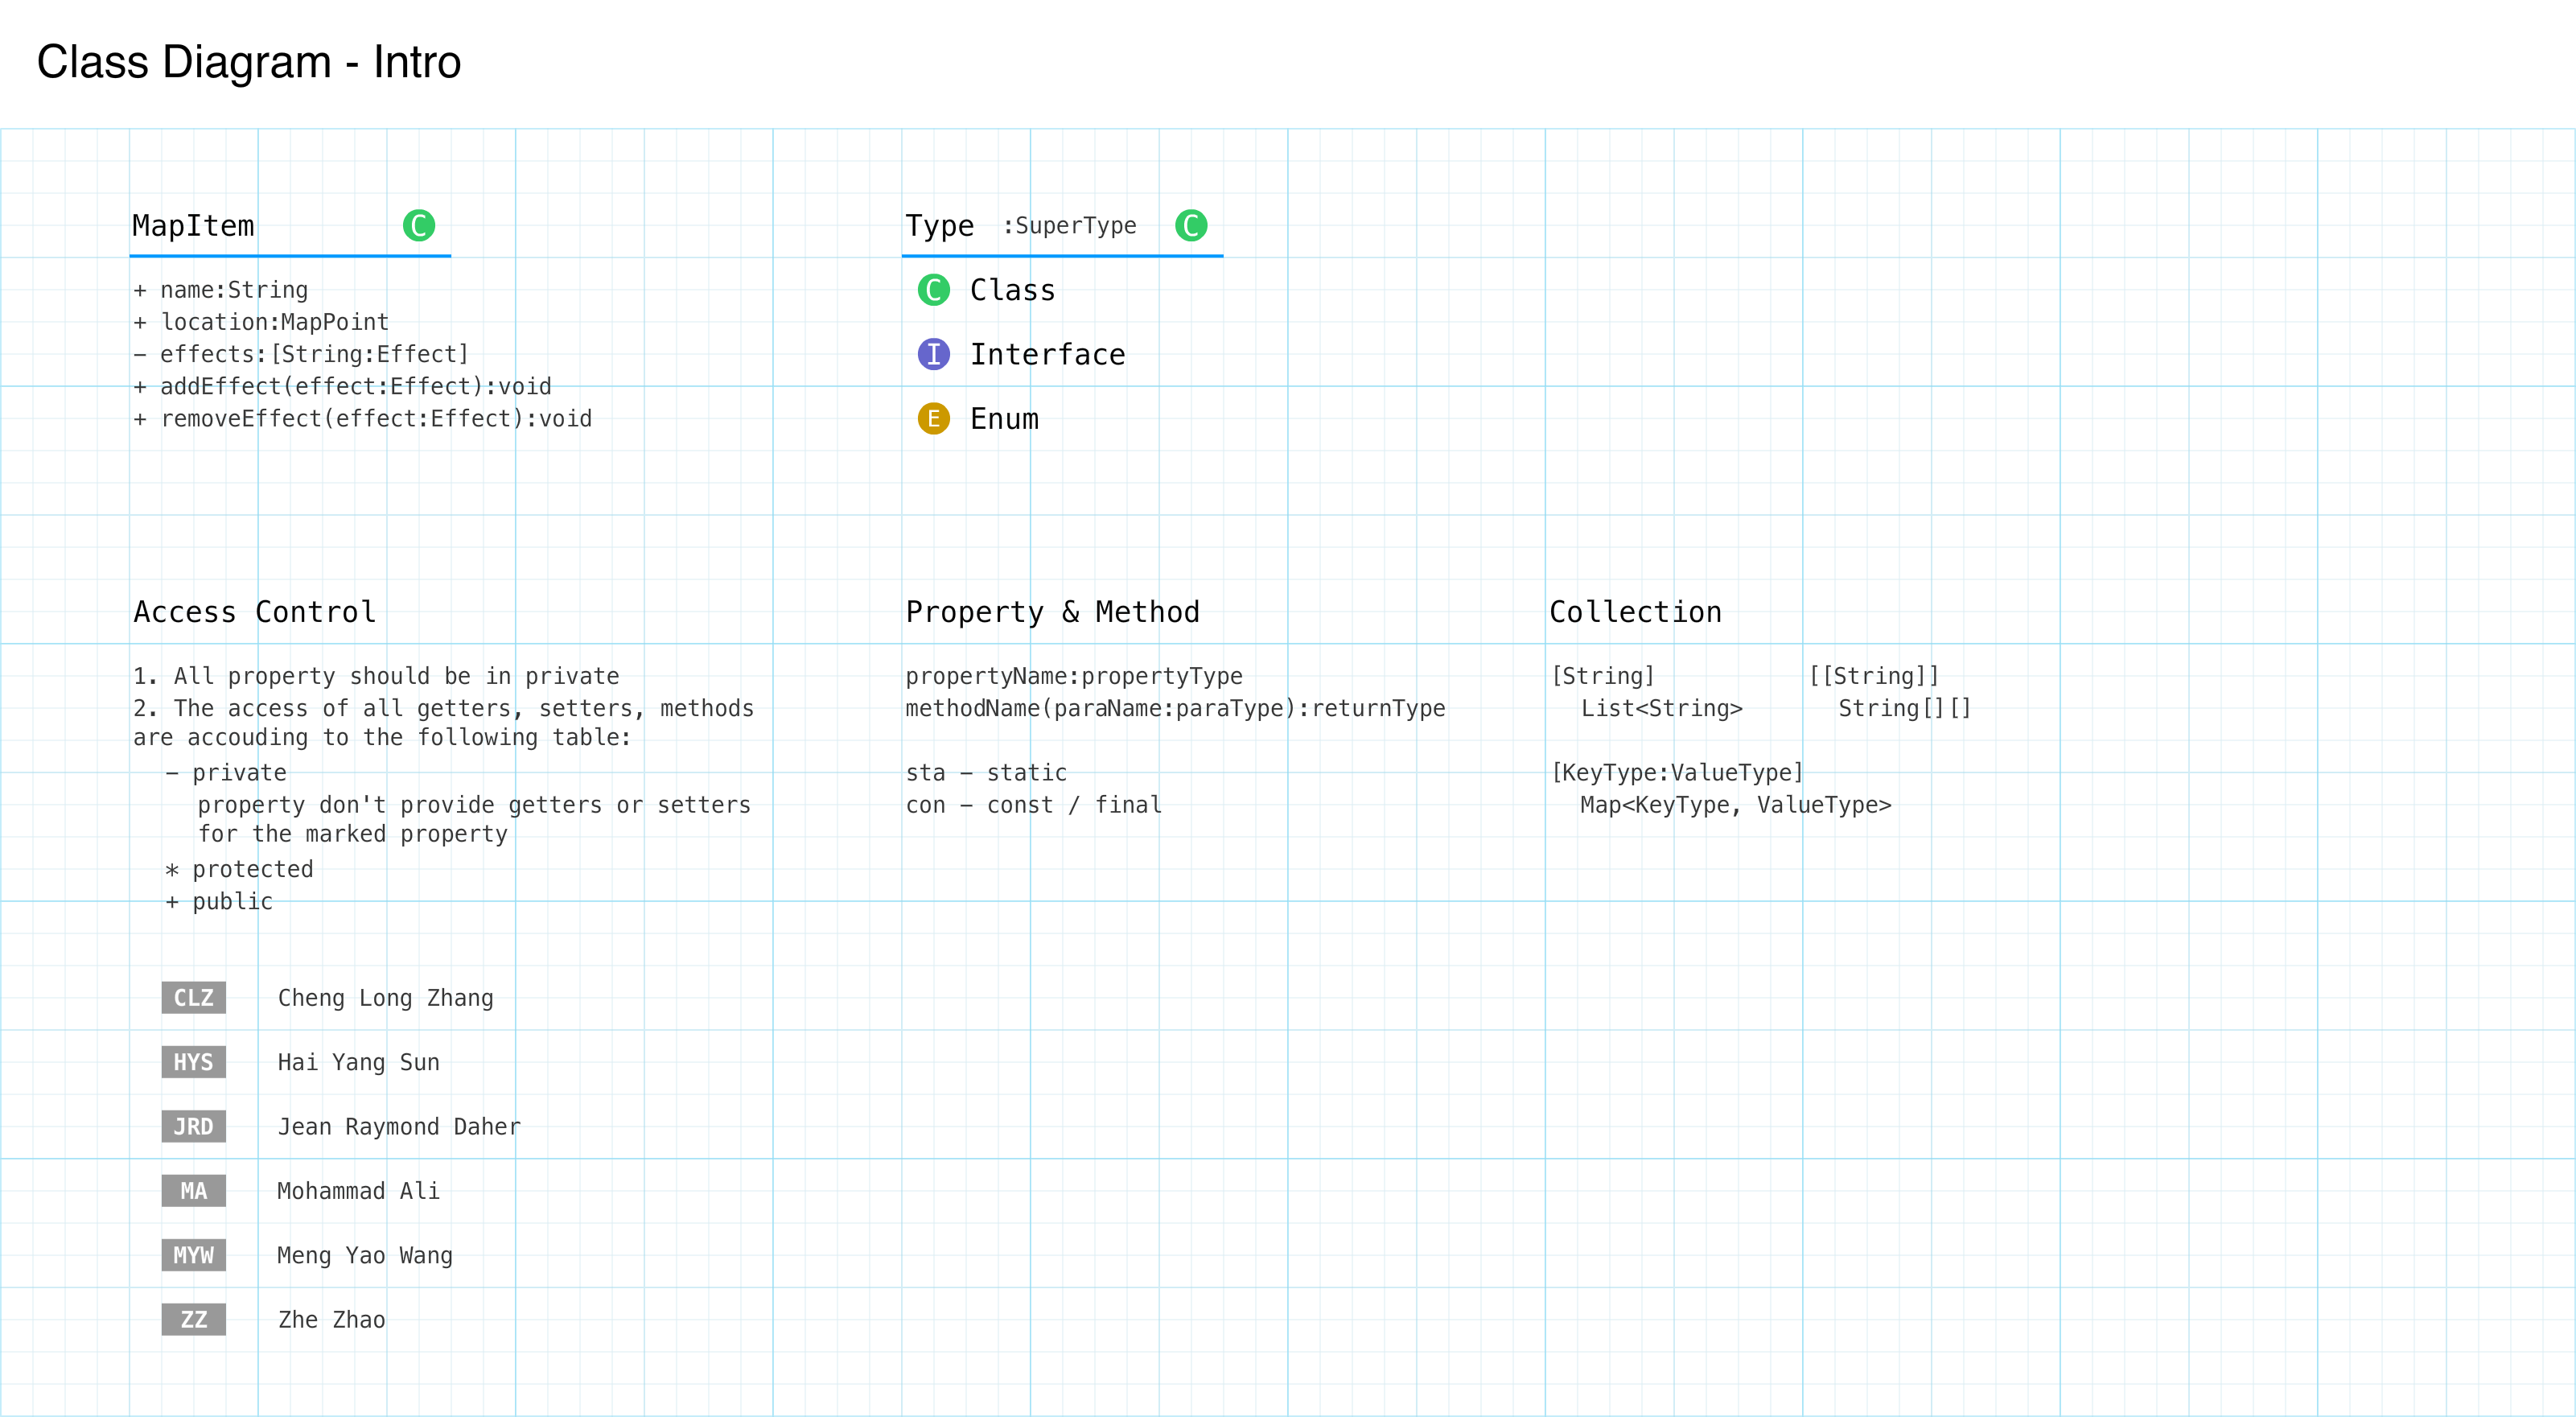 Class Diagram - Intro
MapItem C
+ name:String
+ location:MapPoint
− effects:[String:Effect]
+ addEffect(effect:Effect):void
+ removeEffect(effect:Effect):void
Type :SuperType C
C Class
I Interface
E Enum
Access Control
1. All property should be in private
2. The access of all getters, setters, methods
are accouding to the following table:
− private
property don't provide getters or setters
for the marked property
* protected
+ public
Property & Method
propertyName:propertyType
methodName(paraName:paraType):returnType
sta − static
con − const / final
Collection
[String]
List<String>
[[String]]
String[][]
[KeyType:ValueType]
Map<KeyType, ValueType>
CLZ Cheng Long Zhang
HYS Hai Yang Sun
JRD Jean Raymond Daher
MA Mohammad Ali
MYW Meng Yao Wang
ZZ Zhe Zhao